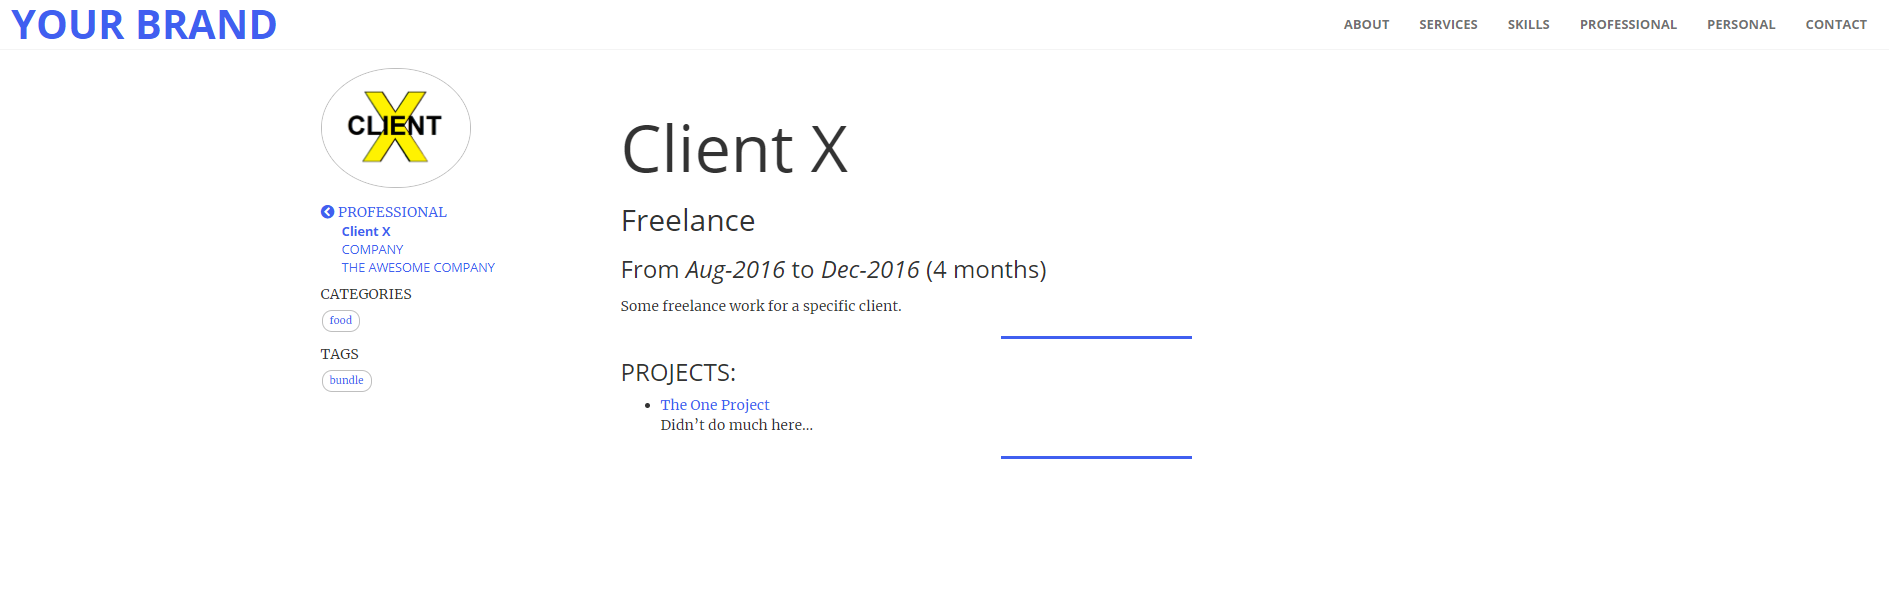 YOUR BRAND
ABOUT SERVICES SKILLS PROFESSIONAL PERSONAL CONTACT
CLIENT X
PROFESSIONAL
Client X
COMPANY
THE AWESOME COMPANY
CATEGORIES
food
TAGS
bundle
Client X
Freelance
From Aug-2016 to Dec-2016 (4 months)
Some freelance work for a specific client.
PROJECTS:
The One Project
Didn’t do much here...